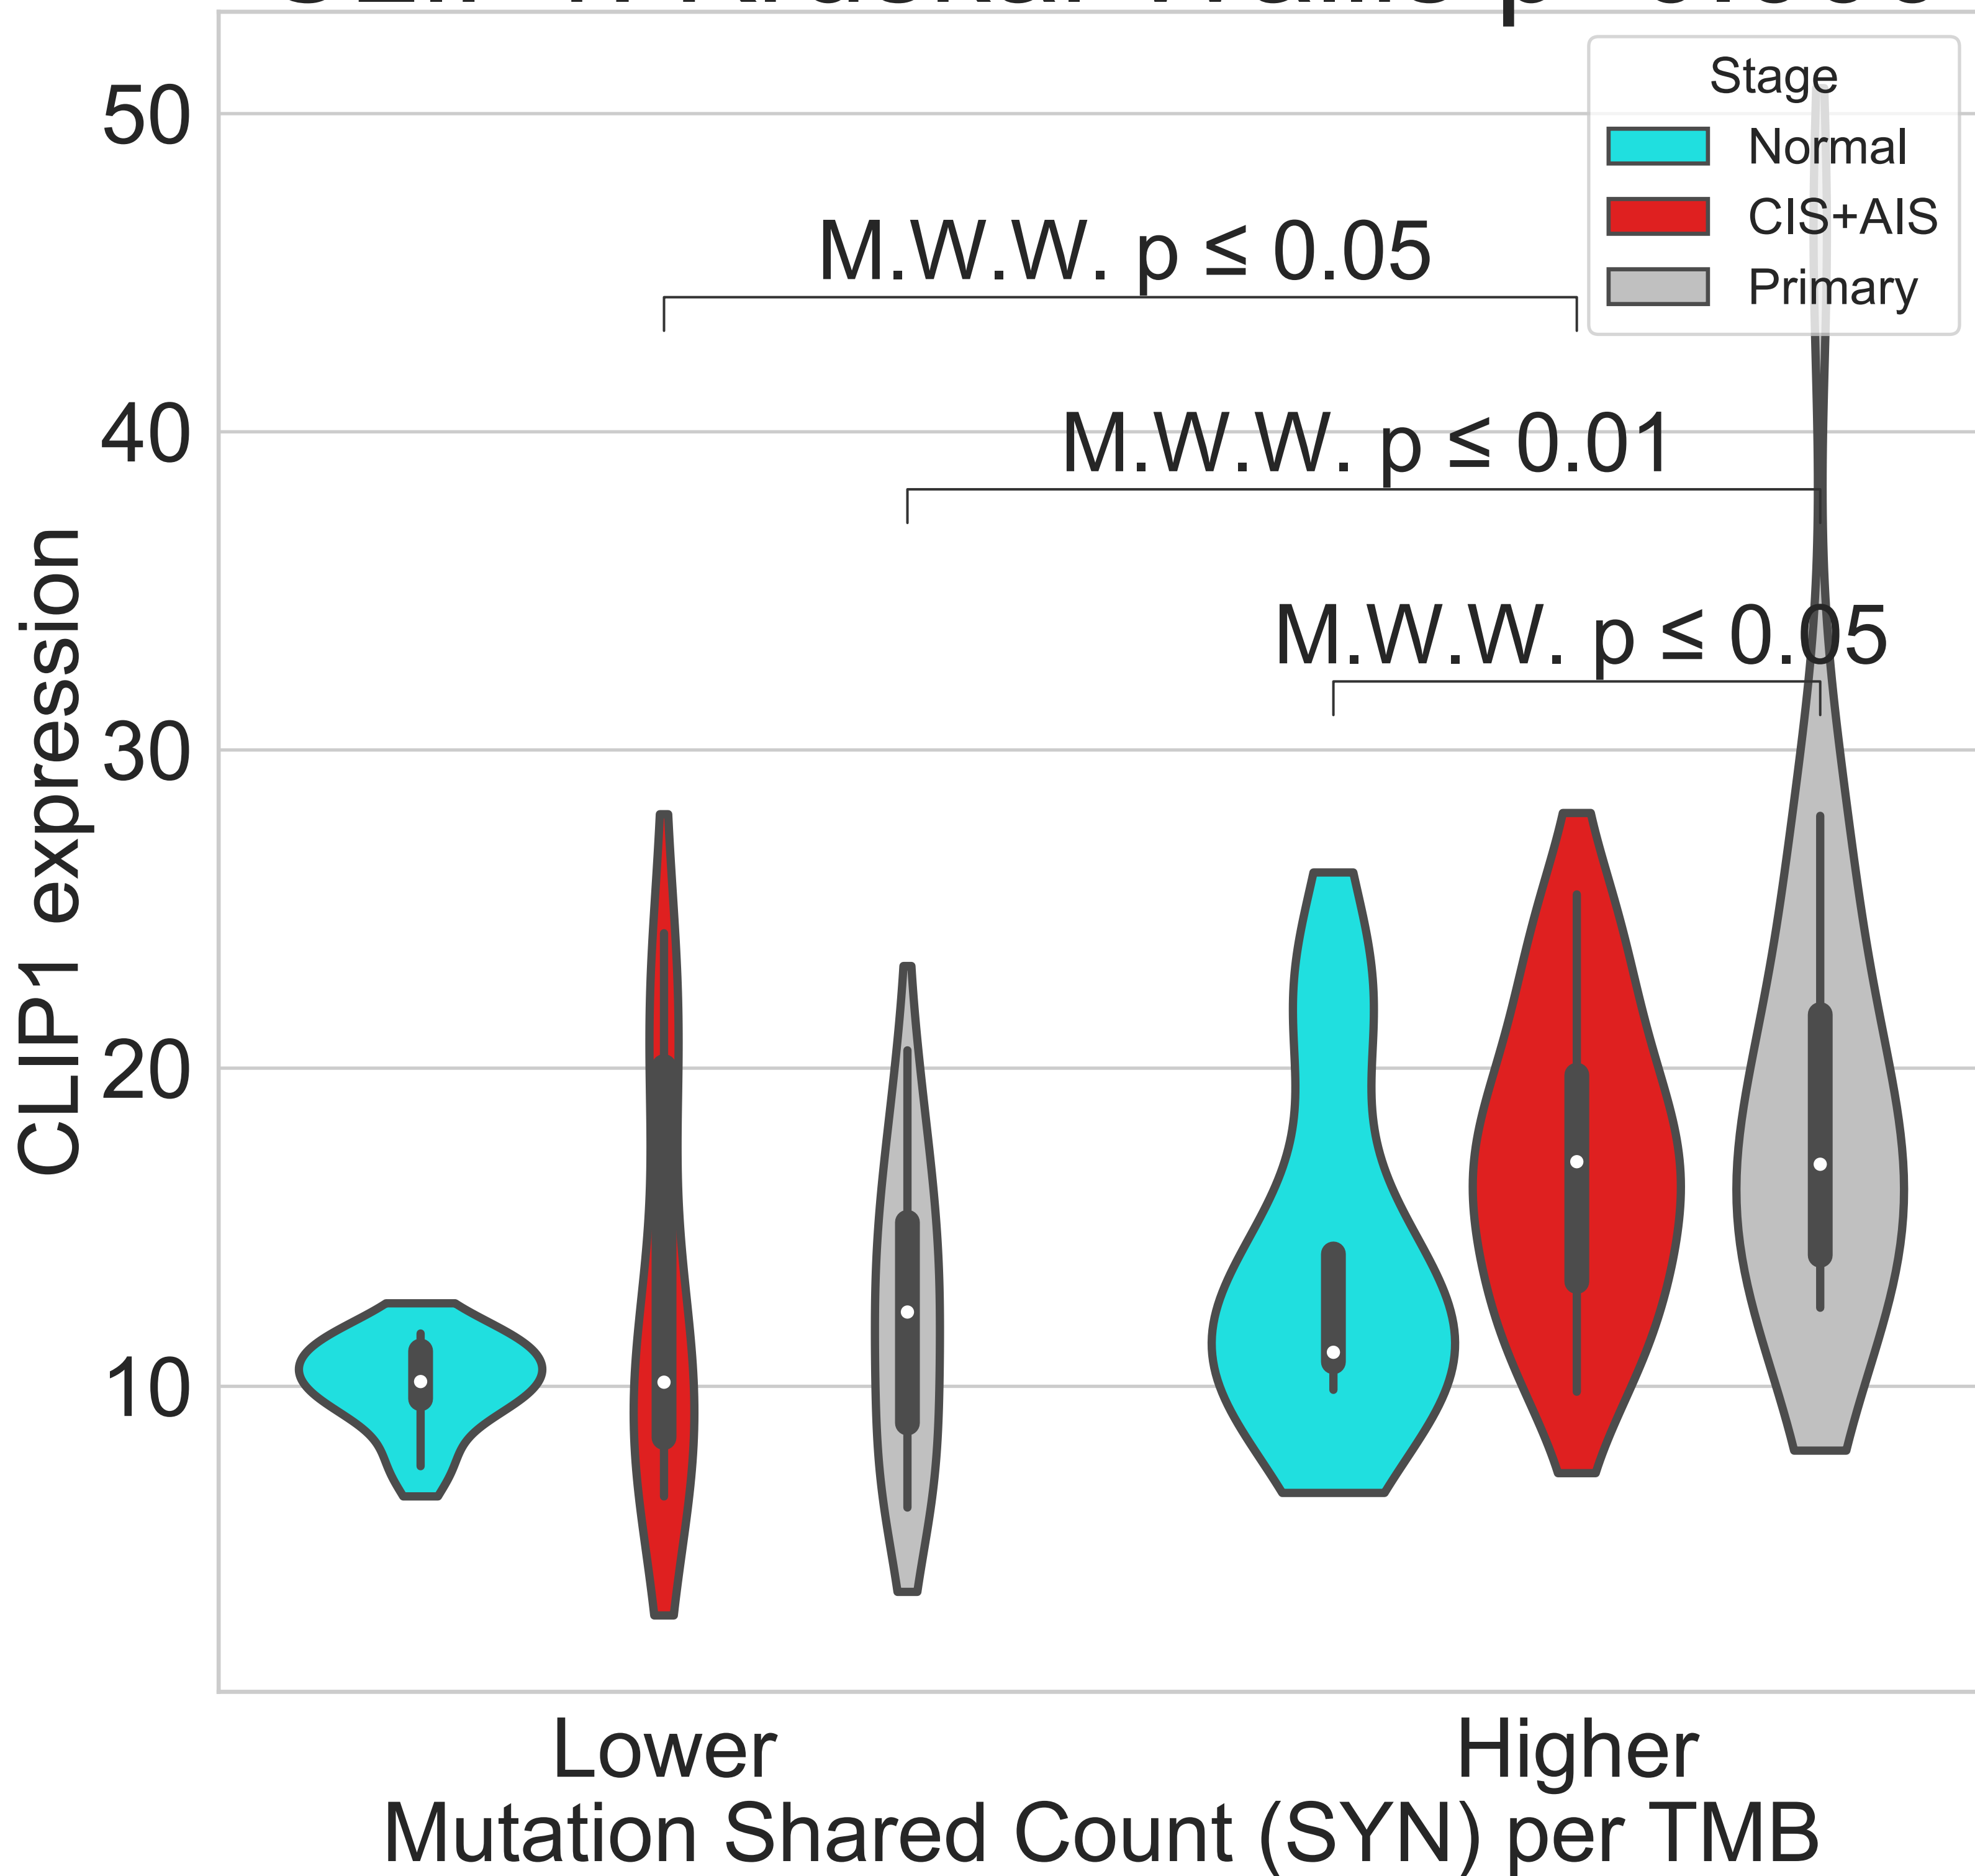 Stage
50
Normal
CIS+AIS
Primary
M.W.W. p ≤ 0.05
40
M.W.W. p ≤ 0.01
M.W.W. p ≤ 0.05
30
CLIP1 expression
20
10
Lower
Higher
Mutation Shared Count (SYN) per TMB